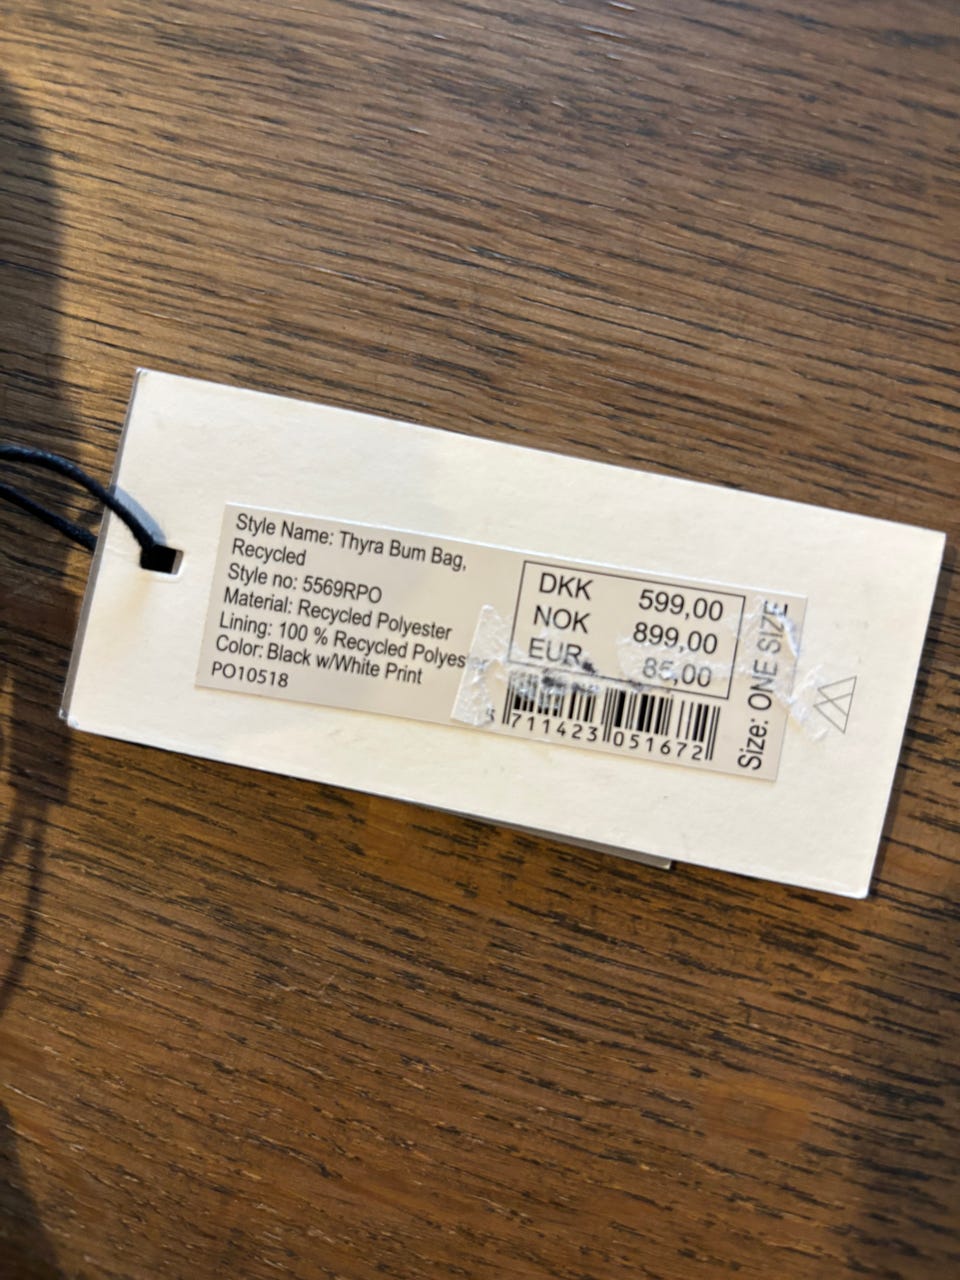 Style Name: Thyra Bum Bag,
Recycled
Style no: 5569RPO
Material: Recycled Polyester
Lining: 100 % Recycled Polyes
Color: Black w/White Print
PO10518
DKK 599,00
NOK 899,00
EUR 85,00
5 711423 051672
Size: ONE SIZE